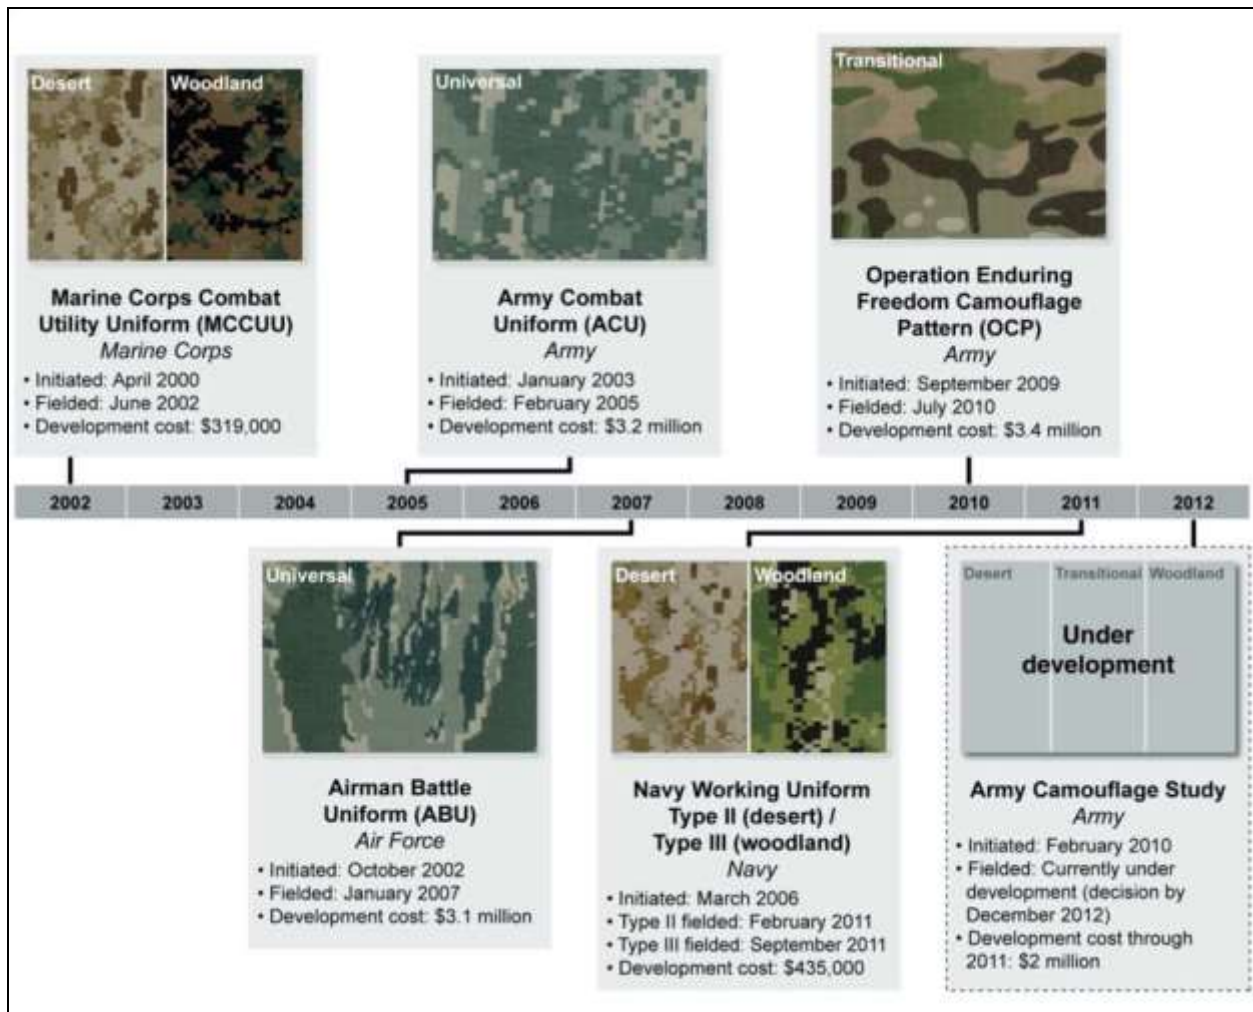 Desert
Woodland
Marine Corps Combat
Utility Uniform (MCCUU)
Marine Corps
• Initiated: April 2000
• Fielded: June 2002
• Development cost: $319,000
Universal
Army Combat
Uniform (ACU)
Army
• Initiated: January 2003
• Fielded: February 2005
• Development cost: $3.2 million
Transitional
Operation Enduring
Freedom Camouflage
Pattern (OCP)
Army
• Initiated: September 2009
• Fielded: July 2010
• Development cost: $3.4 million
2002 2003 2004 2005 2006 2007 2008 2009 2010 2011 2012
Universal
Airman Battle
Uniform (ABU)
Air Force
• Initiated: October 2002
• Fielded: January 2007
• Development cost: $3.1 million
Desert
Woodland
Navy Working Uniform
Type II (desert) /
Type III (woodland)
Navy
• Initiated: March 2006
• Type II fielded: February 2011
• Type III fielded: September 2011
• Development cost: $435,000
Desert
Transitional
Woodland
Under
development
Army Camouflage Study
Army
• Initiated: February 2010
• Fielded: Currently under
development (decision by
December 2012)
• Development cost through
2011: $2 million